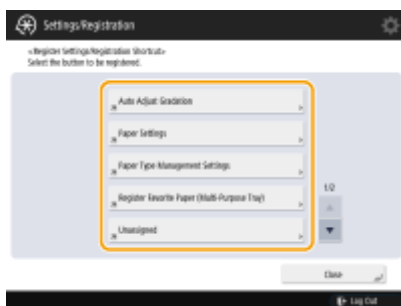 Settings/Registration
<Register Settings/Registration Shortcut>
Select the button to be registered.
Auto Adjust Gradation
Paper Settings
Paper Type Management Settings
Register Favorite Paper (Multi-Purpose Tray)
Unassigned
1/2
Close
Log Out